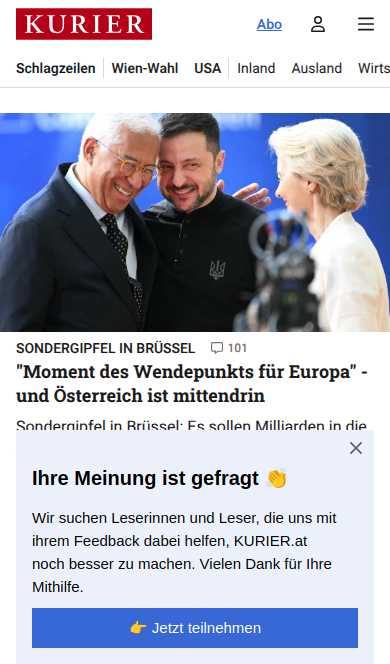 KURIER
Abo
Schlagzeilen Wien-Wahl USA Inland Ausland Wirts
SONDERGIPFEL IN BRÜSSEL 101
"Moment des Wendepunkts für Europa" -
und Österreich ist mittendrin
Sondergipfel in Brüssel: Es sollen Milliarden in die
Ihre Meinung ist gefragt 👏
Wir suchen Leserinnen und Leser, die uns mit
ihrem Feedback dabei helfen, KURIER.at
noch besser zu machen. Vielen Dank für Ihre
Mithilfe.
👉 Jetzt teilnehmen